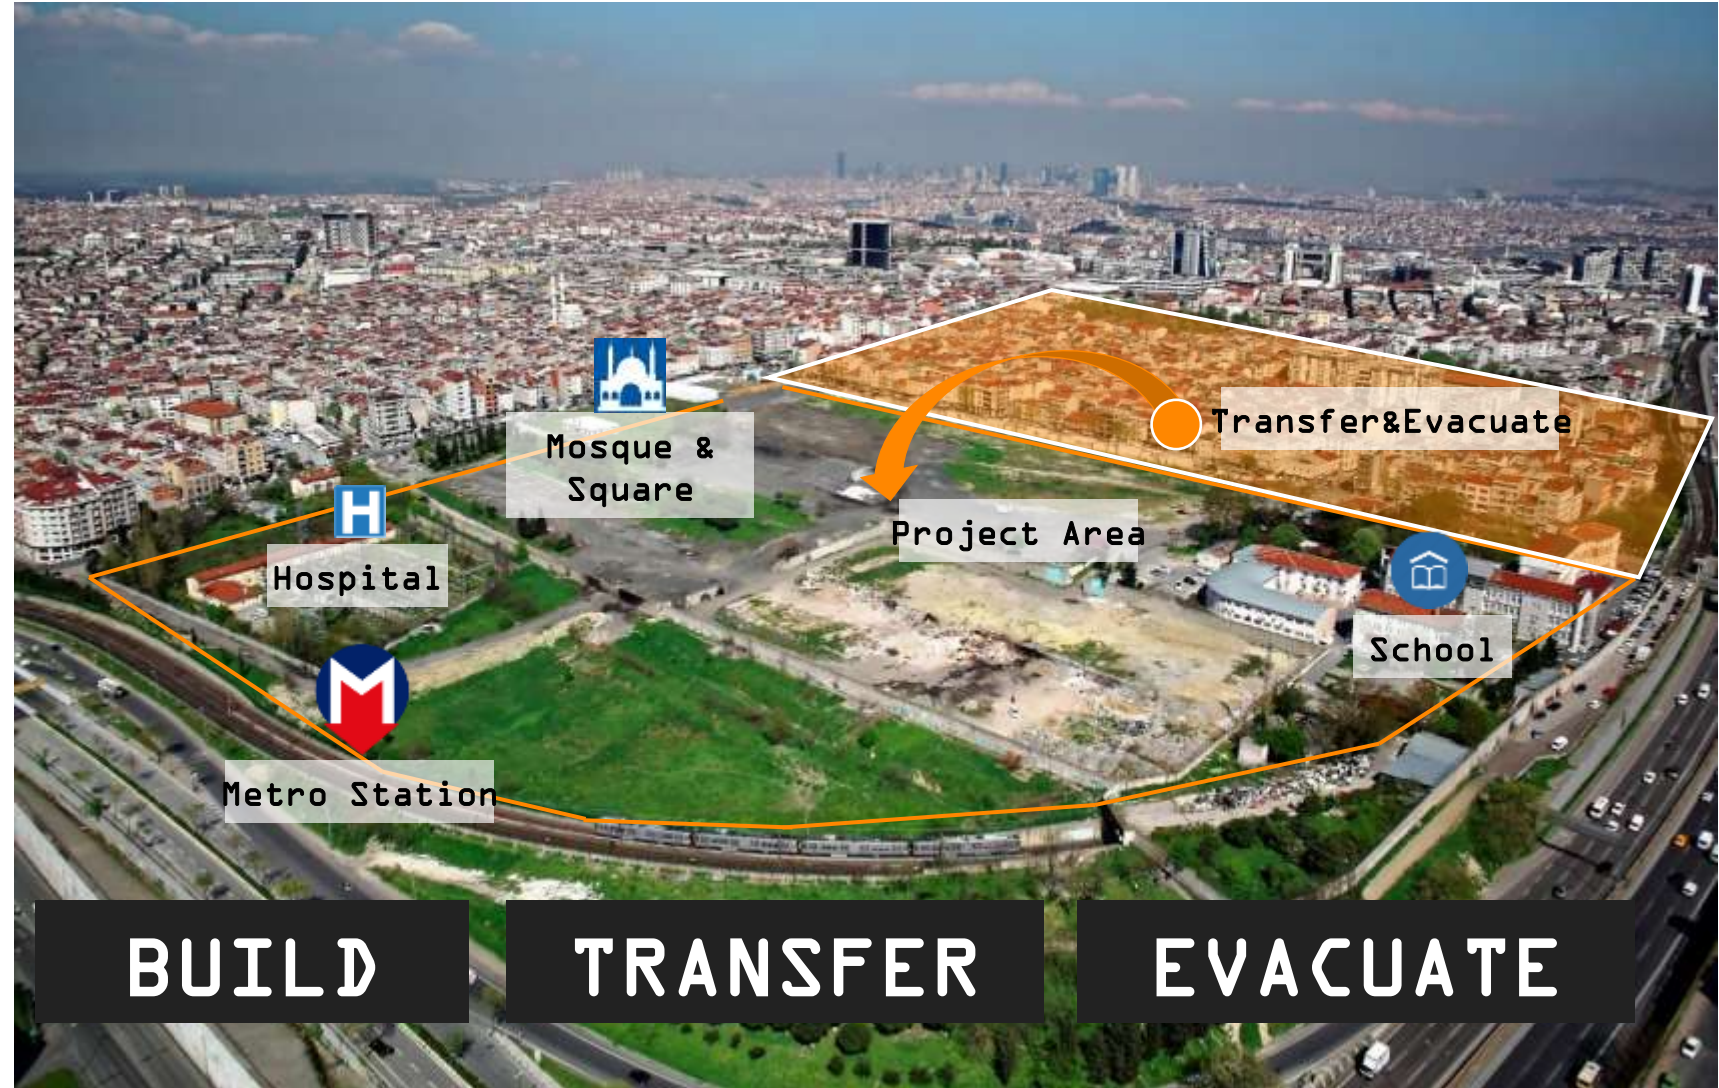 Mosque &
Square
Transfer&Evacuate
Project Area
H
Hospital
School
M
Metro Station
BUILD
TRANSFER
EVACUATE